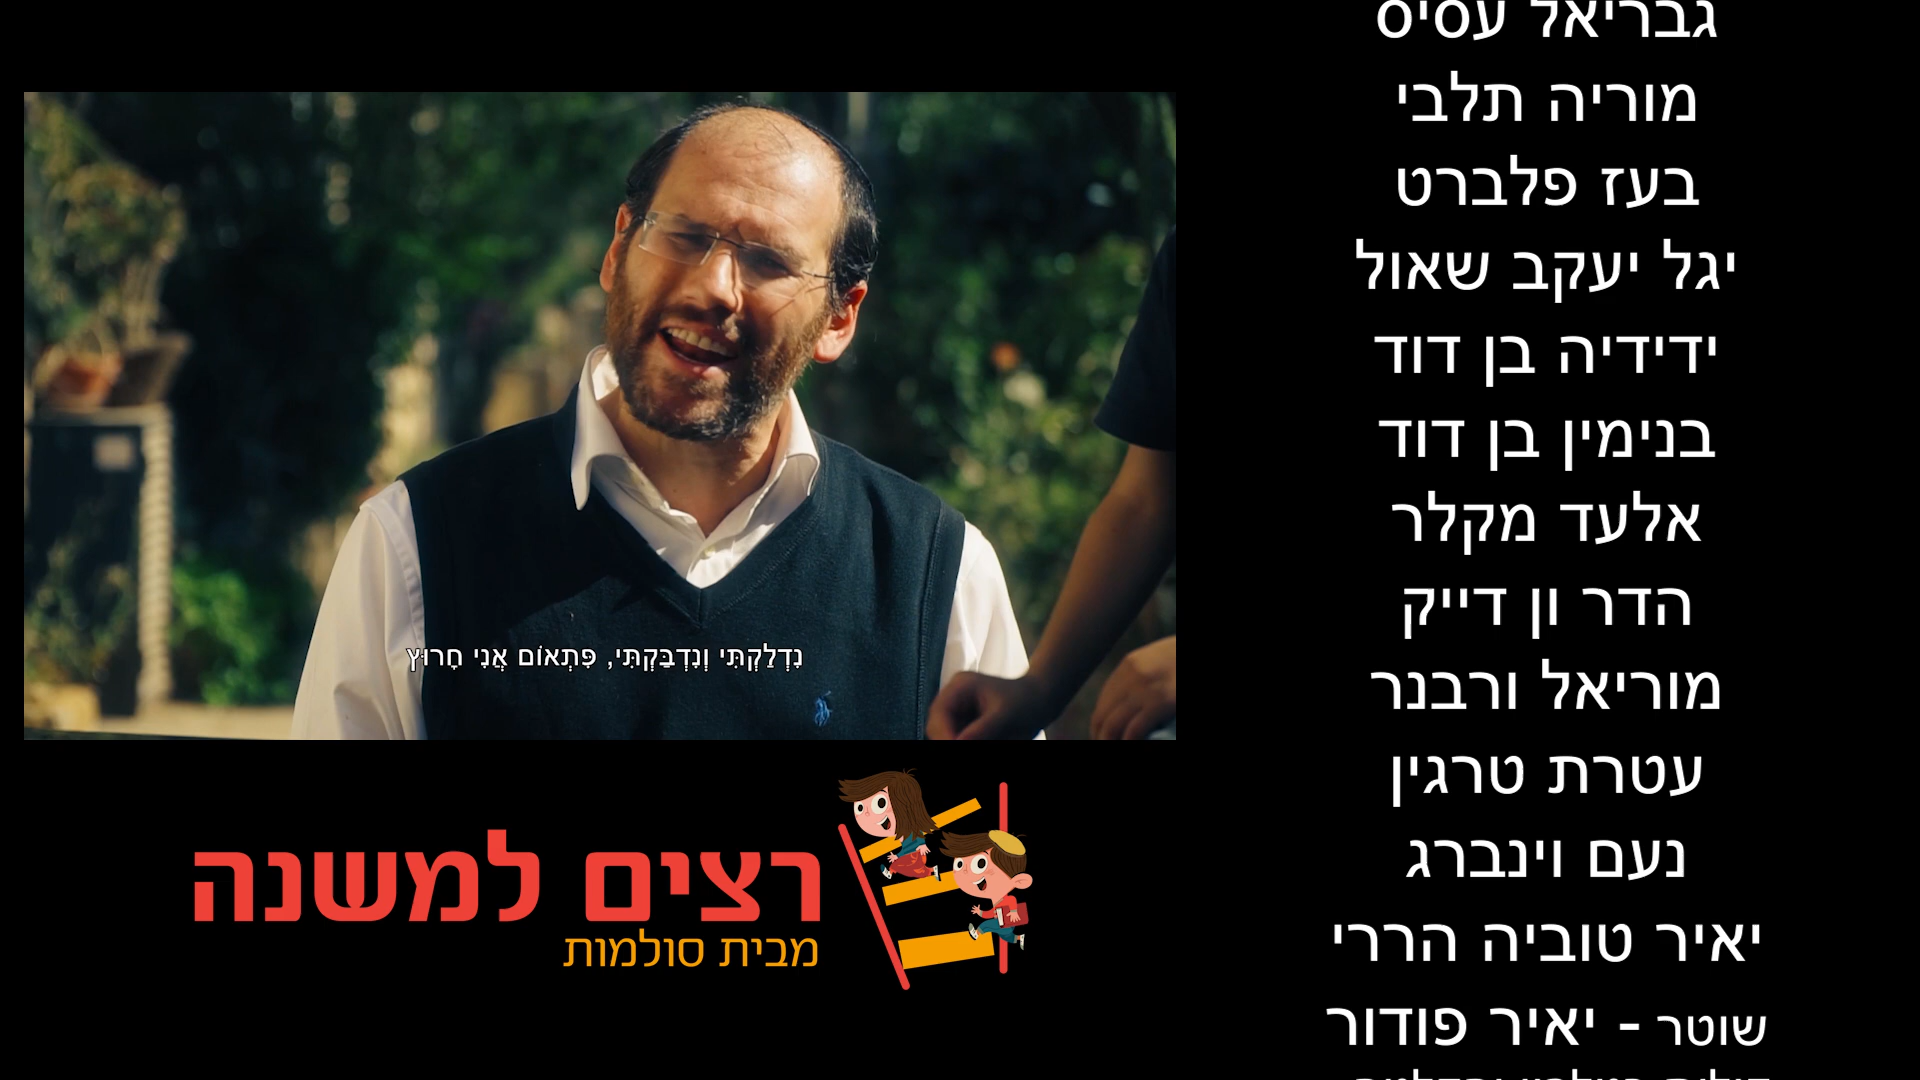 גבריאל עסיס
מוריה תלבי
בעז פלברט
יגל יעקב שאול
ידידיה בן דוד
בנימין בן דוד
אלעד מקלר
הדר ון דייק
מוריאל ורבנר
עטרת טרגין
נעם וינברג
יאיר טוביה הררי
שוטר - יאיר פודור
נִדְלַקְתִּי וְנִדְבַּקְתִּי, פִּתְאוֹם אֲנִי חָרוּץ
רצים למשנה
מבית סולמות